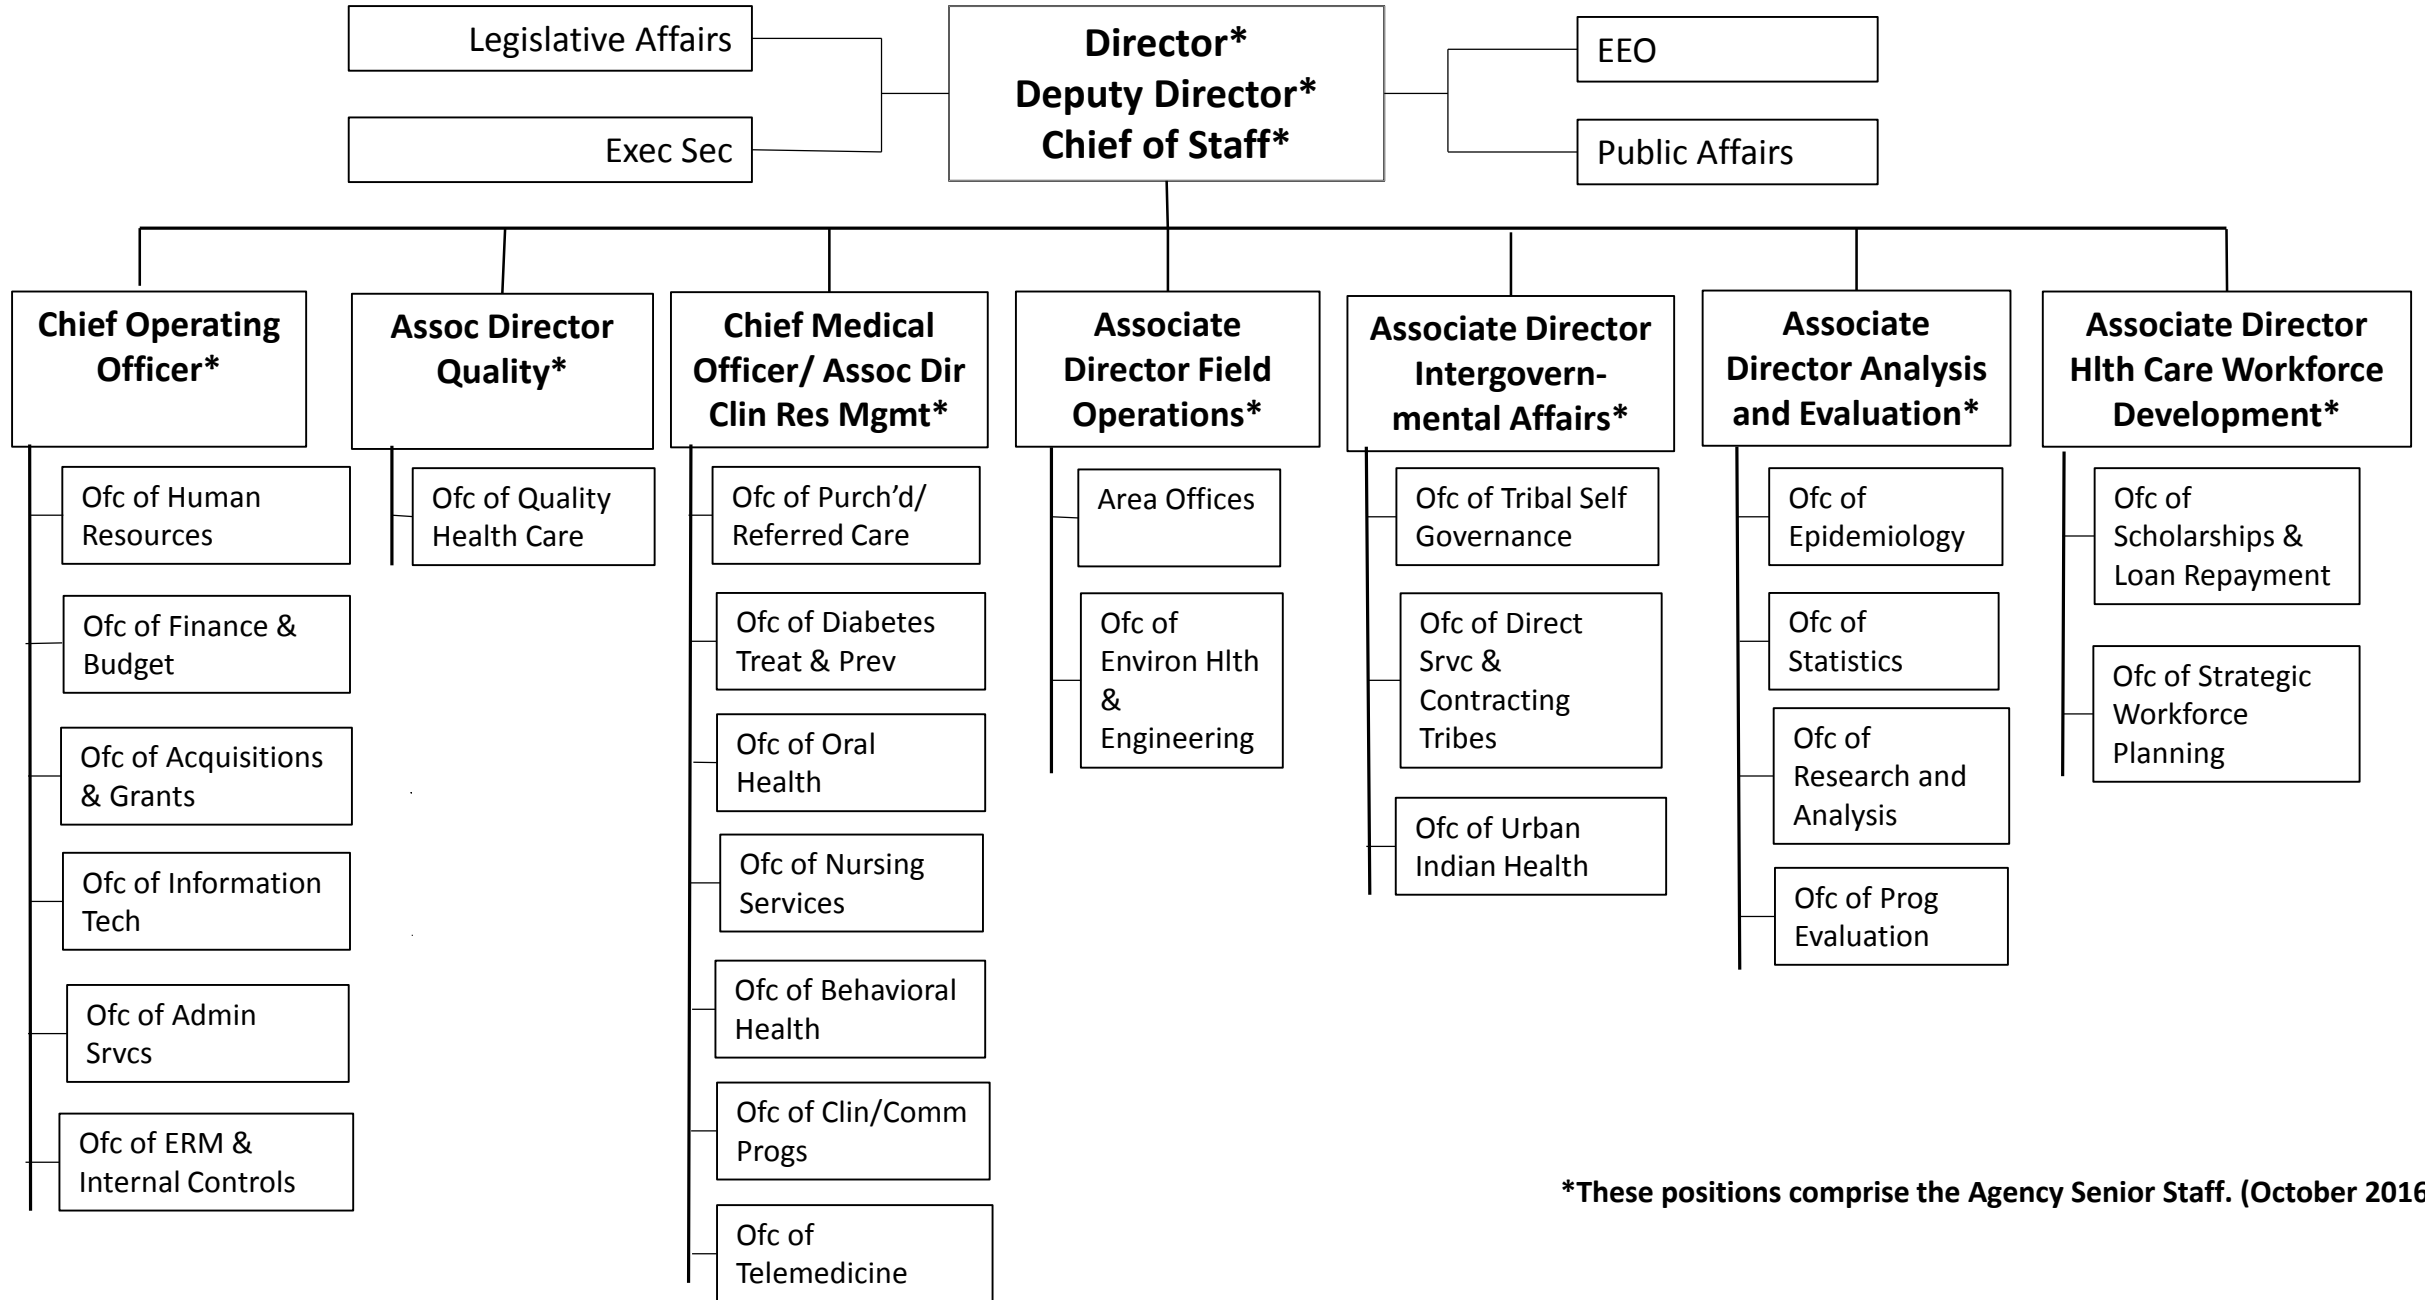 Legislative Affairs
Exec Sec
Director*
Deputy Director*
Chief of Staff*
EEO
Public Affairs
Chief Operating
Officer*
Ofc of Human
Resources
Ofc of Finance &
Budget
Ofc of Acquisitions
& Grants
Ofc of Information
Tech
Ofc of Admin
Srvcs
Ofc of ERM &
Internal Controls
Assoc Director
Quality*
Ofc of Quality
Health Care
Chief Medical
Officer/ Assoc Dir
Clin Res Mgmt*
Ofc of Purch’d/
Referred Care
Ofc of Diabetes
Treat & Prev
Ofc of Oral
Health
Ofc of Nursing
Services
Ofc of Behavioral
Health
Ofc of Clin/Comm
Progs
Ofc of
Telemedicine
Associate
Director Field
Operations*
Area Offices
Ofc of
Environ Hlth
&
Engineering
Associate Director
Intergovern-
mental Affairs*
Ofc of Tribal Self
Governance
Ofc of Direct
Srvc &
Contracting
Tribes
Ofc of Urban
Indian Health
Associate
Director Analysis
and Evaluation*
Ofc of
Epidemiology
Ofc of
Statistics
Ofc of
Research and
Analysis
Ofc of Prog
Evaluation
Associate Director
Hlth Care Workforce
Development*
Ofc of
Scholarships &
Loan Repayment
Ofc of Strategic
Workforce
Planning
*These positions comprise the Agency Senior Staff. (October 2016